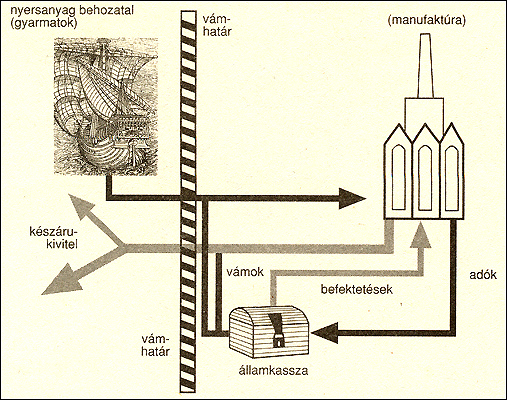 nyersanyag behozatal
(gyarmatok)
vám-
határ
(manufaktúra)
készáru-
kivitel
vámok
befektetések
adók
vám-
határ
államkassza